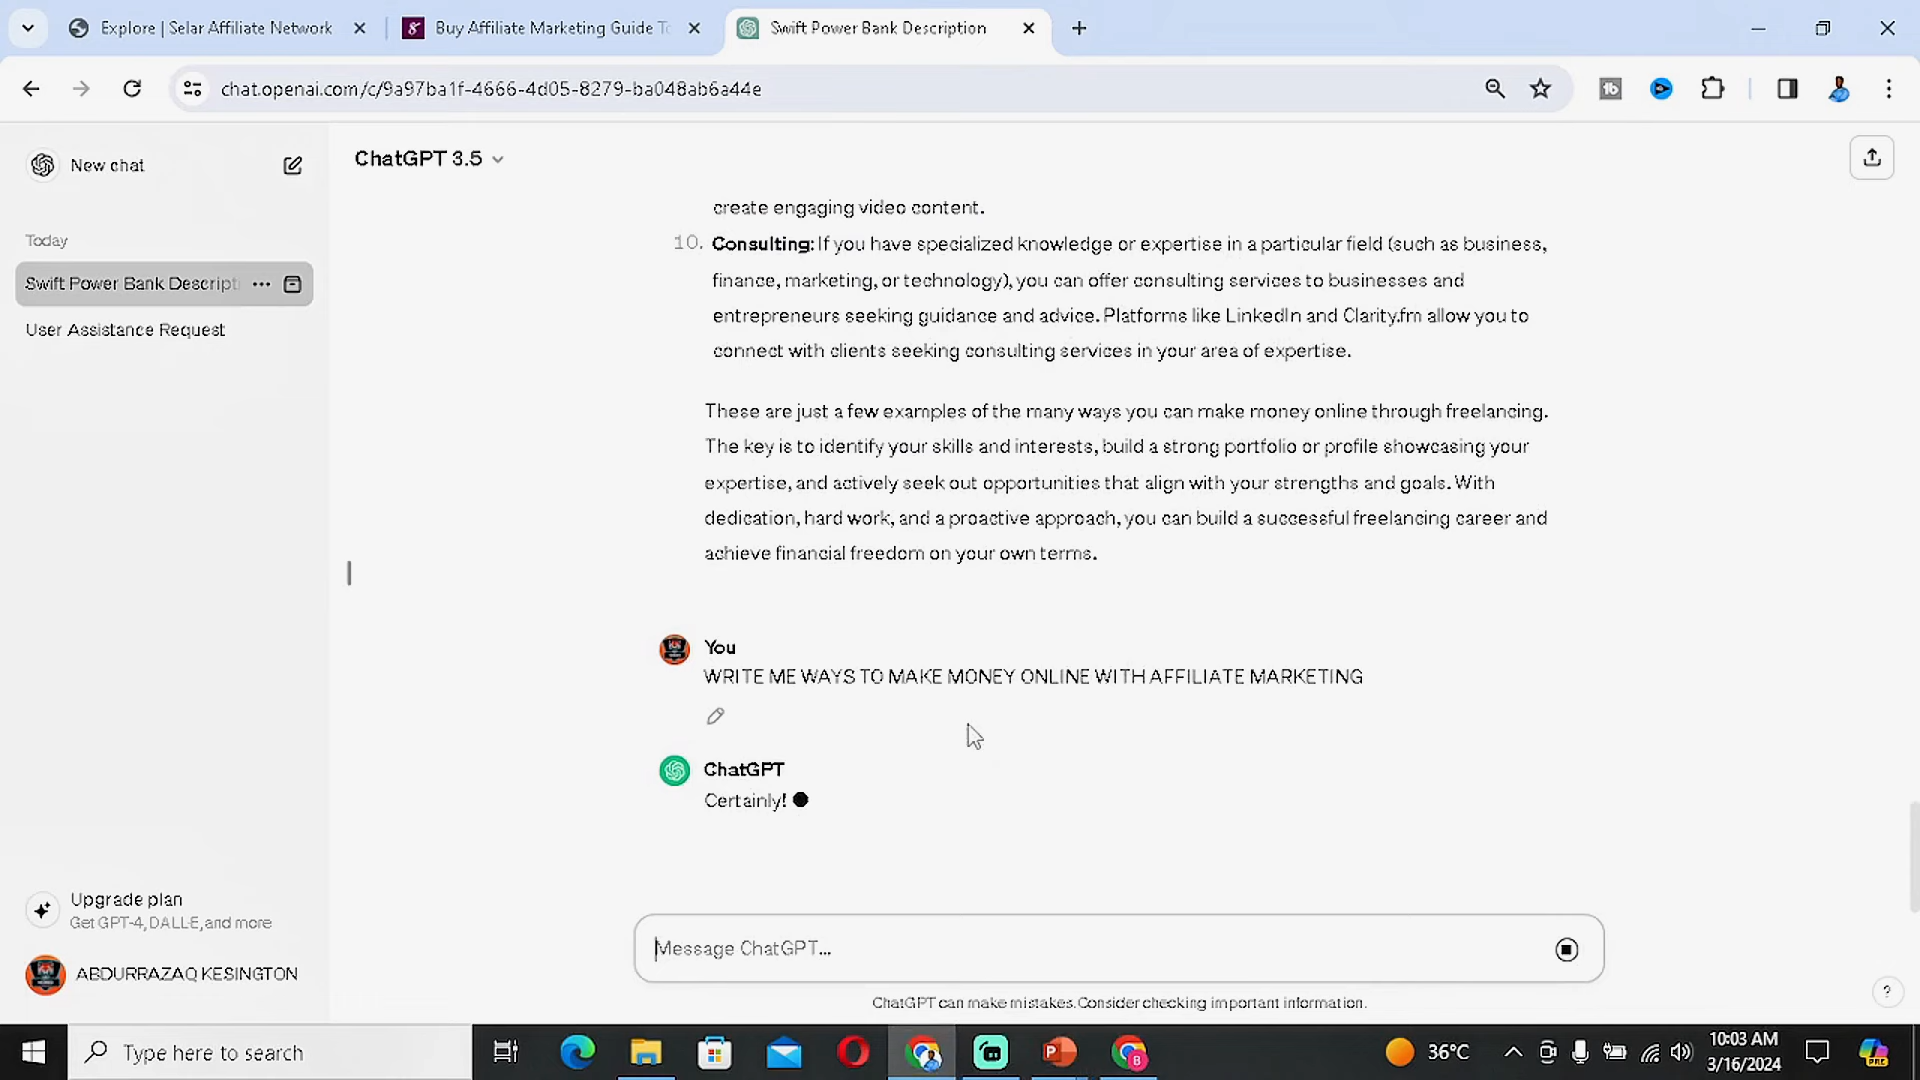 Explore | Selar Affiliate Network
Buy Affiliate Marketing Guide To
Swift Power Bank Description
chat.openai.com/c/9a97ba1f-4666-4d05-8279-ba048ab6a44e
New chat
ChatGPT 3.5
Today
Swift Power Bank Descript
User Assistance Request
create engaging video content.
10. Consulting: If you have specialized knowledge or expertise in a particular field (such as business,
finance, marketing, or technology), you can offer consulting services to businesses and
entrepreneurs seeking guidance and advice. Platforms like LinkedIn and Clarity.fm allow you to
connect with clients seeking consulting services in your area of expertise.
These are just a few examples of the many ways you can make money online through freelancing.
The key is to identify your skills and interests, build a strong portfolio or profile showcasing your
expertise, and actively seek out opportunities that align with your strengths and goals. With
dedication, hard work, and a proactive approach, you can build a successful freelancing career and
achieve financial freedom on your own terms.
You
WRITE ME WAYS TO MAKE MONEY ONLINE WITH AFFILIATE MARKETING
ChatGPT
Certainly!
Upgrade plan
Get GPT-4, DALL·E, and more
ABDURRAZAQ KESINGTON
Message ChatGPT...
ChatGPT can make mistakes. Consider checking important information.
?
Type here to search
36°C
10:03 AM
3/16/2024